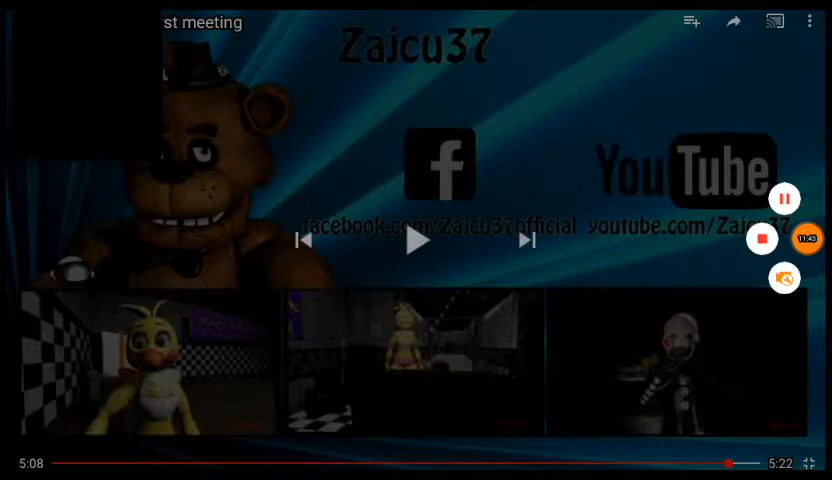 st meeting
Zajcu37
f
YouTube
facebook.com/Zajcu37official youtube.com/Zajcu37
11:43
5:08
5:22